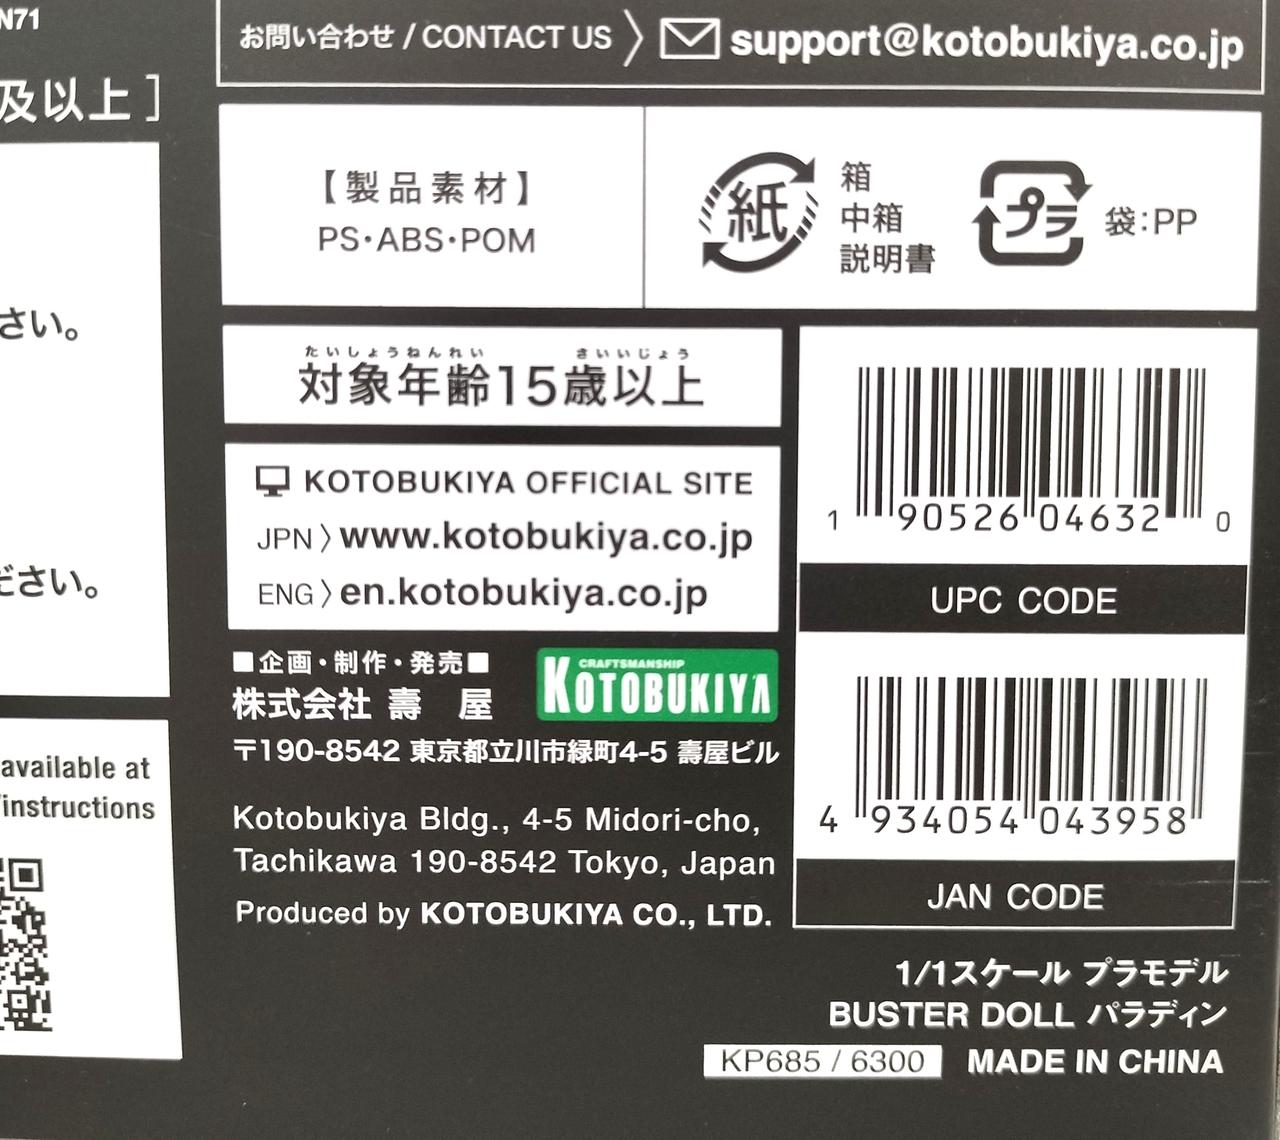 N71
及以上］
さい。
ださい。
available at
/instructions
お問い合わせ / CONTACT US 〉 support@kotobukiya.co.jp
【製品素材】
PS・ABS・POM
紙
箱
中箱
説明書
プラ
袋：PP
たいしょうねんれい さいいじょう
対象年齢15歳以上
KOTOBUKIYA OFFICIAL SITE
JPN〉www.kotobukiya.co.jp
ENG〉en.kotobukiya.co.jp
■企画・制作・発売■
株式会社 壽 屋
CRAFTSMANSHIP
KOTOBUKIYA
〒190-8542 東京都立川市緑町4-5 壽屋ビル
Kotobukiya Bldg., 4-5 Midori-cho,
Tachikawa 190-8542 Tokyo, Japan
Produced by KOTOBUKIYA CO., LTD.
1 90526 04632 0
UPC CODE
4 934054 043958
JAN CODE
1/1スケール プラモデル
BUSTER DOLL パラディン
KP685 / 6300 MADE IN CHINA